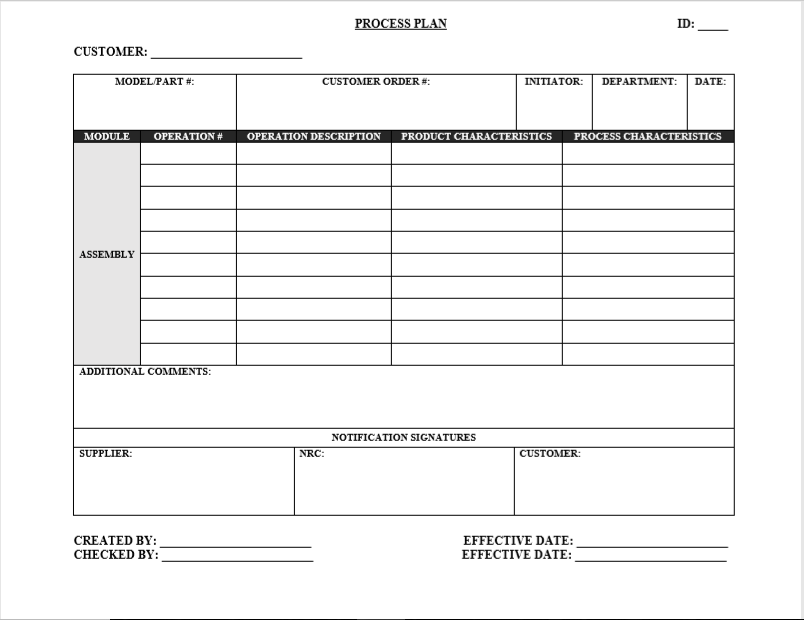 PROCESS PLAN ID: ____
CUSTOMER: ______________________
MODEL/PART #: CUSTOMER ORDER #: INITIATOR: DEPARTMENT: DATE:
MODULE OPERATION # OPERATION DESCRIPTION PRODUCT CHARACTERISTICS PROCESS CHARACTERISTICS
ASSEMBLY
ADDITIONAL COMMENTS:
NOTIFICATION SIGNATURES
SUPPLIER: NRC: CUSTOMER:
CREATED BY: ______________________ EFFECTIVE DATE: ______________________
CHECKED BY: ______________________ EFFECTIVE DATE: ______________________